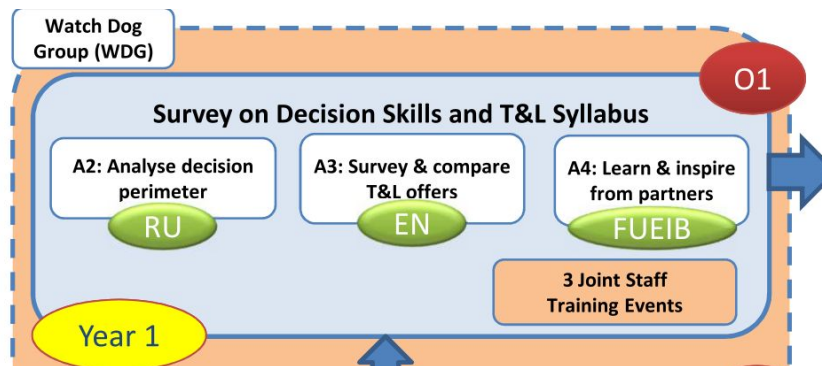 Watch Dog
Group (WDG)
O1
Survey on Decision Skills and T&L Syllabus
A2: Analyse decision
perimeter
RU
A3: Survey & compare
T&L offers
EN
A4: Learn & inspire
from partners
FUEIB
3 Joint Staff
Training Events
Year 1